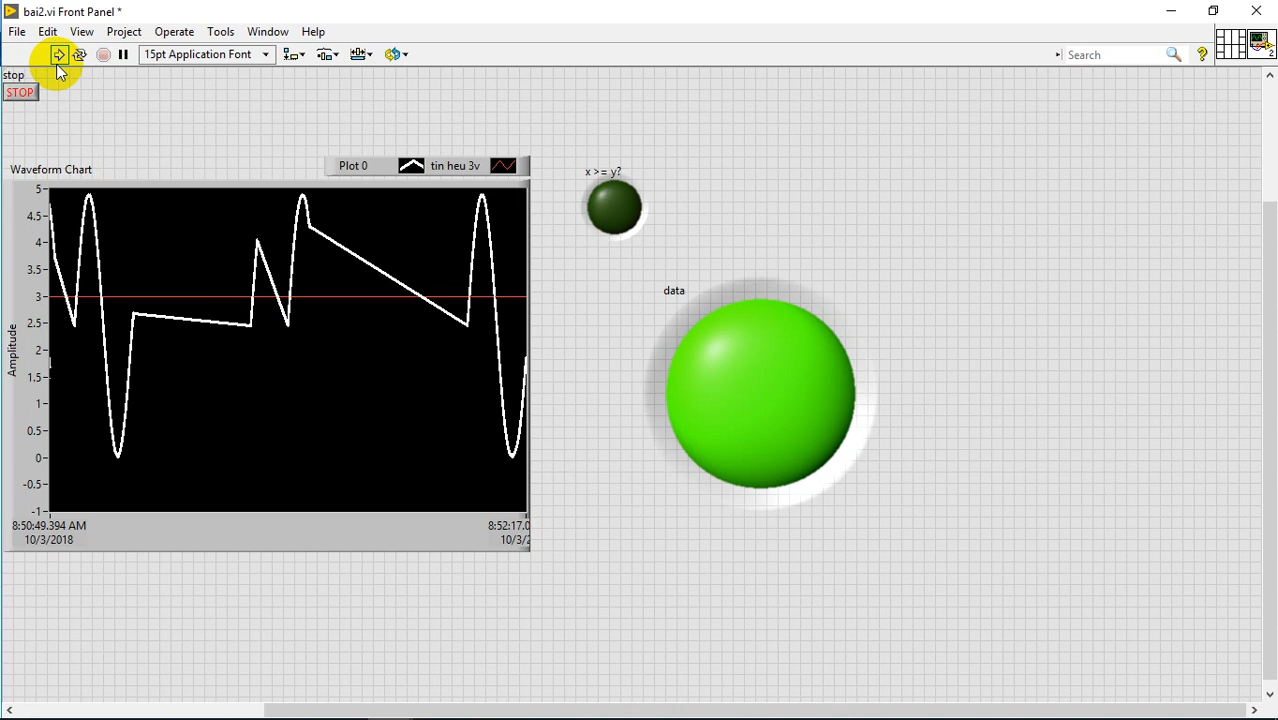 bai2.vi Front Panel *
File Edit View Project Operate Tools Window Help
15pt Application Font
Search
?
2
stop
STOP
Waveform Chart
Plot 0
tin heu 3v
x >= y?
data
Amplitude
5
4.5
4
3.5
3
2.5
2
1.5
1
0.5
0
-0.5
-1
8:50:49.394 AM
10/3/2018
8:52:17.0
10/3/2